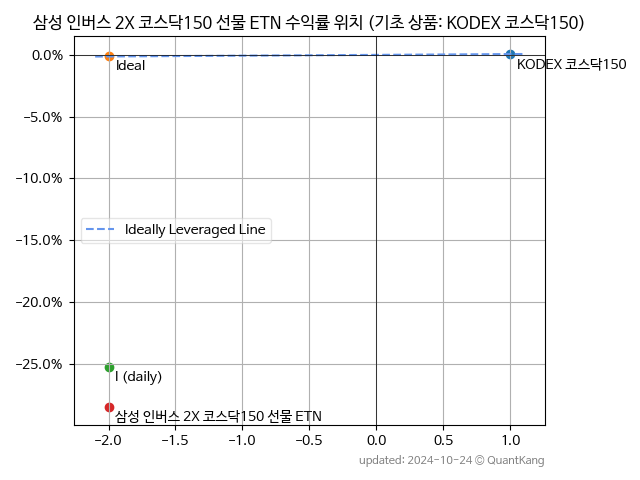 삼성 인버스 2X 코스닥150 선물 ETN 수익률 위치 (기초 상품: KODEX 코스닥150)
0.0%
Ideal
KODEX 코스닥150
-5.0%
-10.0%
Ideally Leveraged Line
-15.0%
-20.0%
-25.0%
l (daily)
삼성 인버스 2X 코스닥150 선물 ETN
-2.0 -1.5 -1.0 -0.5 0.0 0.5 1.0
updated: 2024-10-24 © QuantKang